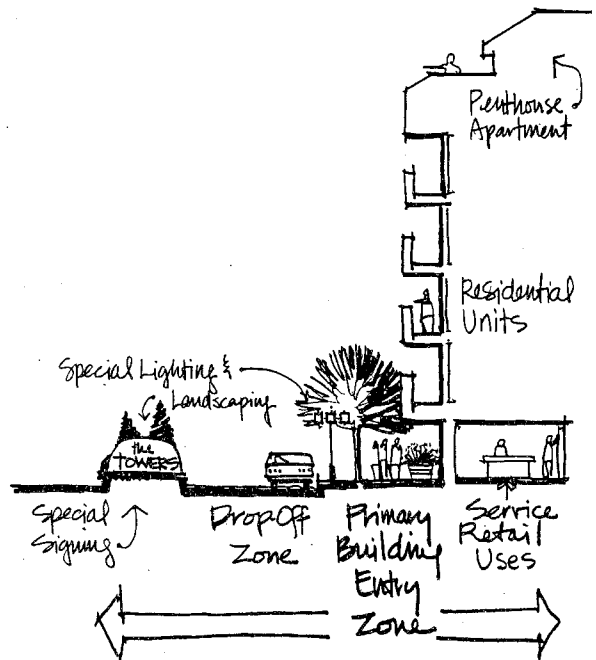 Penthouse
Apartment
Residential
Units
Special Lighting &
Landscaping
the
TOWERS
Special
Signing
Drop Off
Zone
Primary
Building
Entry
Zone
Service
Retail
Uses